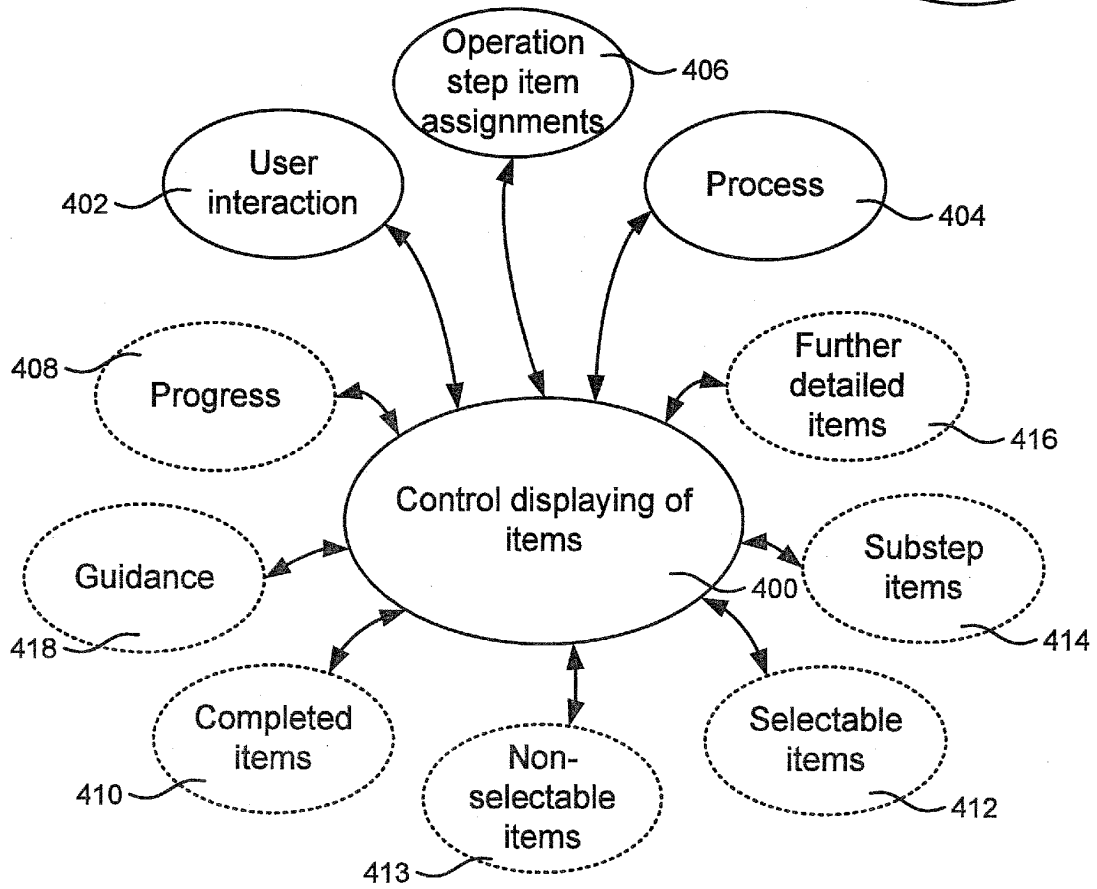 Operation
step item
assignments
406
User
interaction
402
Process
404
Further
detailed
items
416
408
Progress
Control displaying of
items
400
Substep
items
414
Guidance
418
Completed
items
410
Non-
selectable
items
413
Selectable
items
412